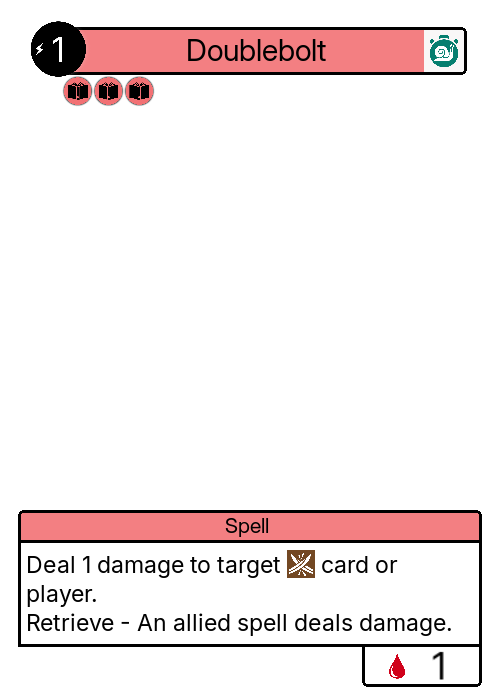 1
Doublebolt
Spell
Deal 1 damage to target card or
player.
Retrieve - An allied spell deals damage.
1